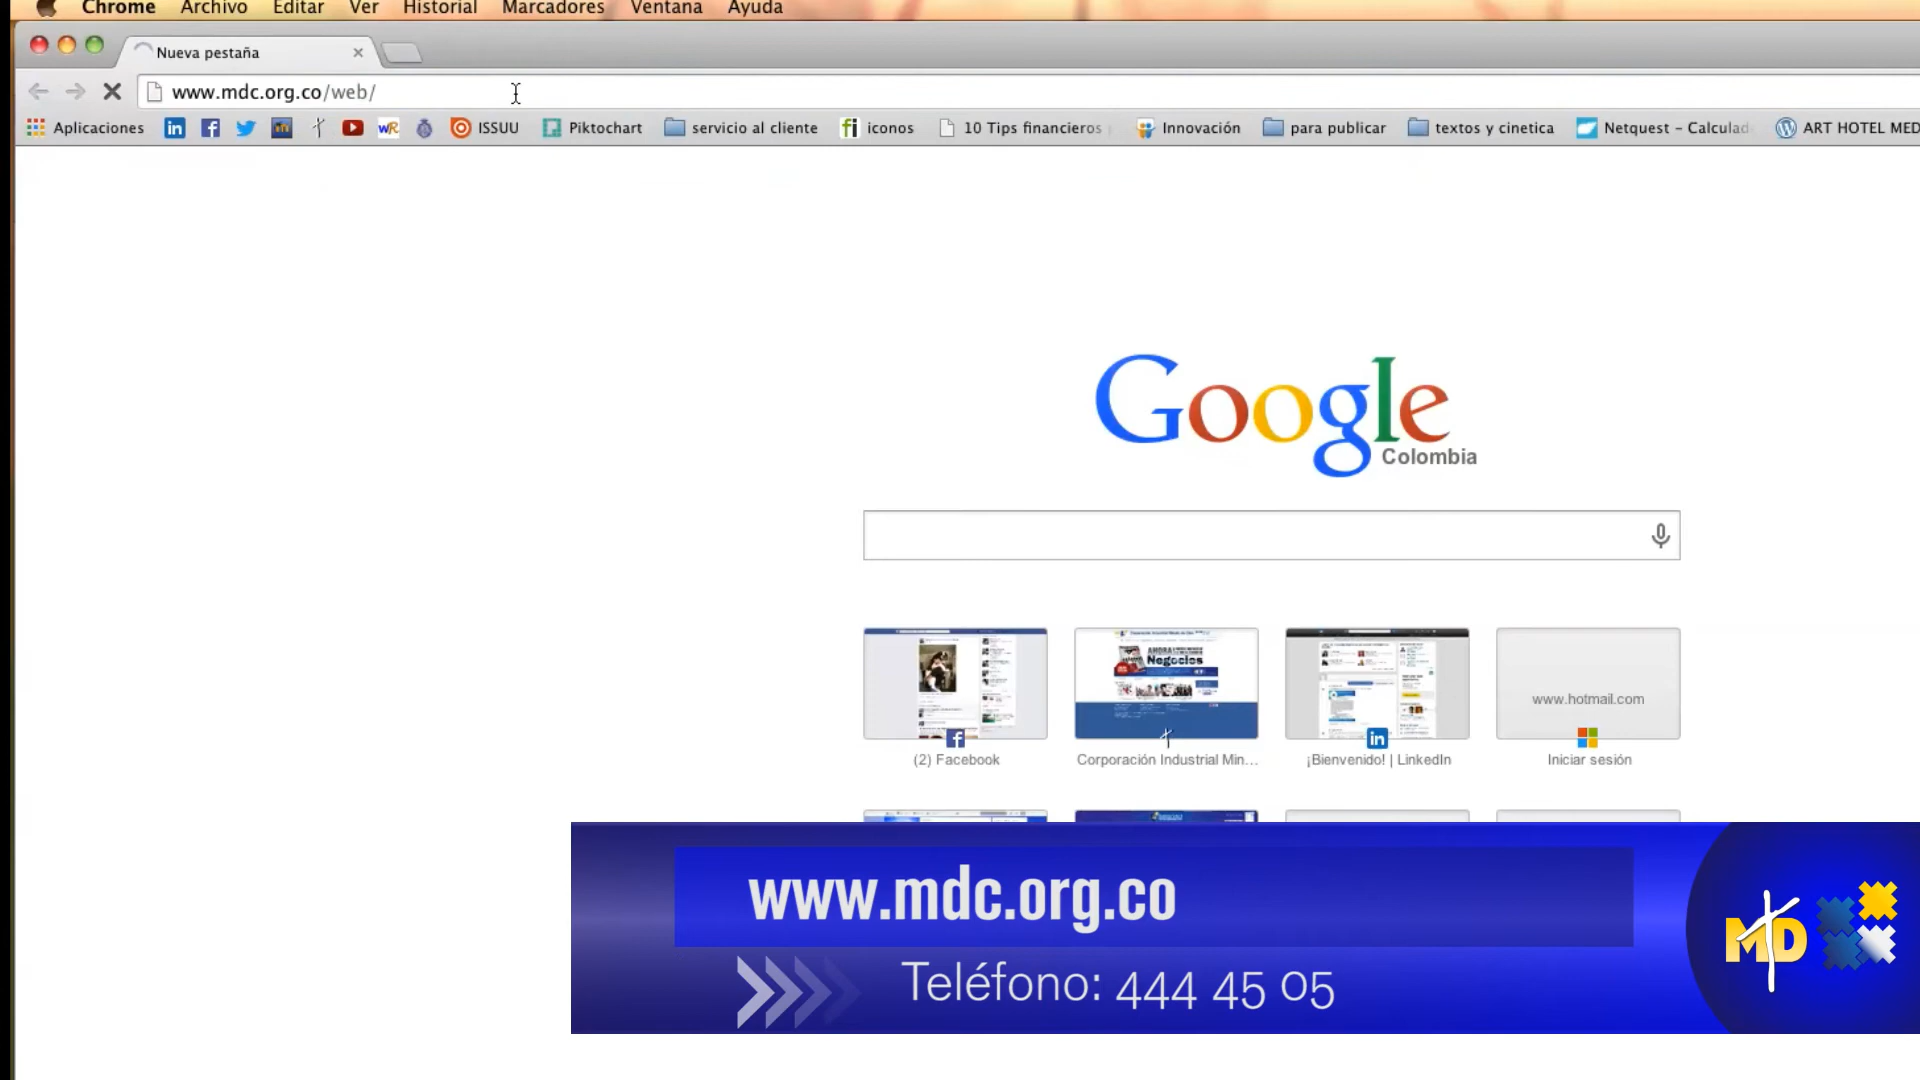 Chrome Archivo Editar Ver Historial Marcadores Ventana Ayuda
Nueva pestaña
www.mdc.org.co/web/
Aplicaciones ISSUU Piktochart servicio al cliente iconos 10 Tips financieros Innovación para publicar textos y cinetica Netquest – Calculad ART HOTEL MED
Google
Colombia
AHORA
Negocios
www.hotmail.com
(2) Facebook Corporación Industrial Min... ¡Bienvenido! | LinkedIn Iniciar sesión
www.mdc.org.co
Teléfono: 444 45 05
MD